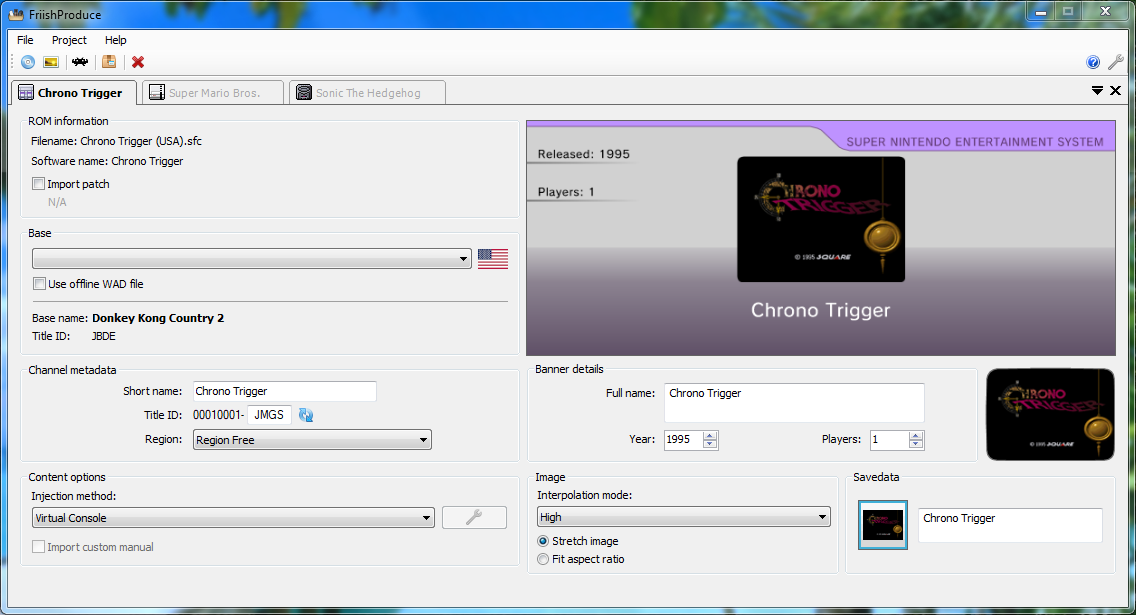 FriishProduce
File Project Help
Chrono Trigger
Super Mario Bros.
Sonic The Hedgehog
ROM information
Filename: Chrono Trigger (USA).sfc
Software name: Chrono Trigger
Import patch
N/A
Base
Use offline WAD file
Base name: Donkey Kong Country 2
Title ID: JBDE
SUPER NINTENDO ENTERTAINMENT SYSTEM
Released: 1995
Players: 1
CHRONO
TRIGGER
© 1995 SQUARE
Chrono Trigger
Channel metadata
Short name: Chrono Trigger
Title ID: 00010001- JMGS
Region: Region Free
Banner details
Full name: Chrono Trigger
Year: 1995 Players: 1
CHRONO
TRIGGER
© 1995 SQUARE
Content options
Injection method:
Virtual Console
Import custom manual
Image
Interpolation mode:
High
Stretch image
Fit aspect ratio
Savedata
Chrono Trigger